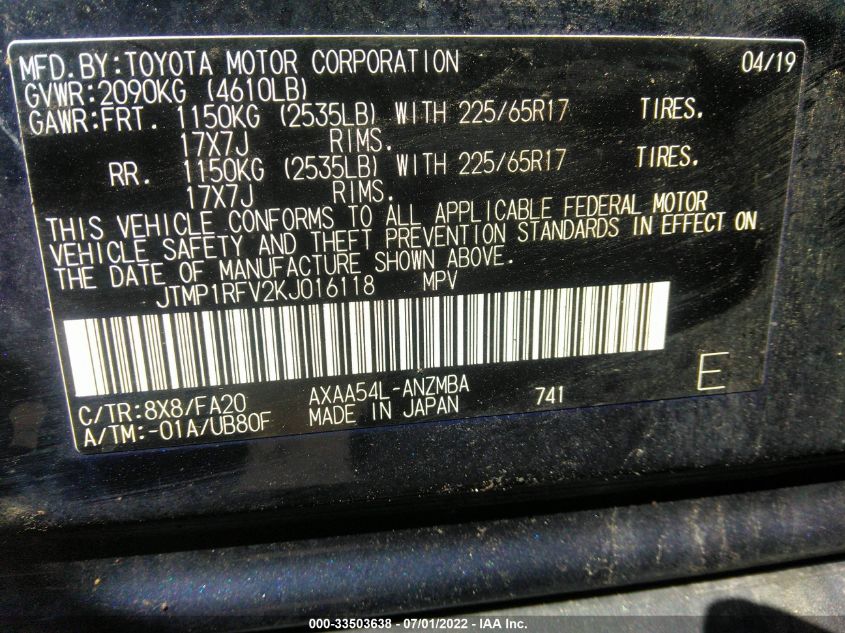 MFD.BY:TOYOTA MOTOR CORPORATION 04/19
GVWR:2090KG (4610LB)
GAWR:FRT. 1150KG (2535LB) WITH 225/65R17 TIRES.
17X7J RIMS.
RR. 1150KG (2535LB) WITH 225/65R17 TIRES.
17X7J RIMS.
THIS VEHICLE CONFORMS TO ALL APPLICABLE FEDERAL MOTOR
VEHICLE SAFETY AND THEFT PREVENTION STANDARDS IN EFFECT ON
THE DATE OF MANUFACTURE SHOWN ABOVE.
JTMP1RFV2KJ016118 MPV
C/TR:8X8/FA20 AXAA54L-ANZMBA 741 E
A/TM:-01A/UB80F MADE IN JAPAN
000-33503638 - 07/01/2022 - IAA Inc.